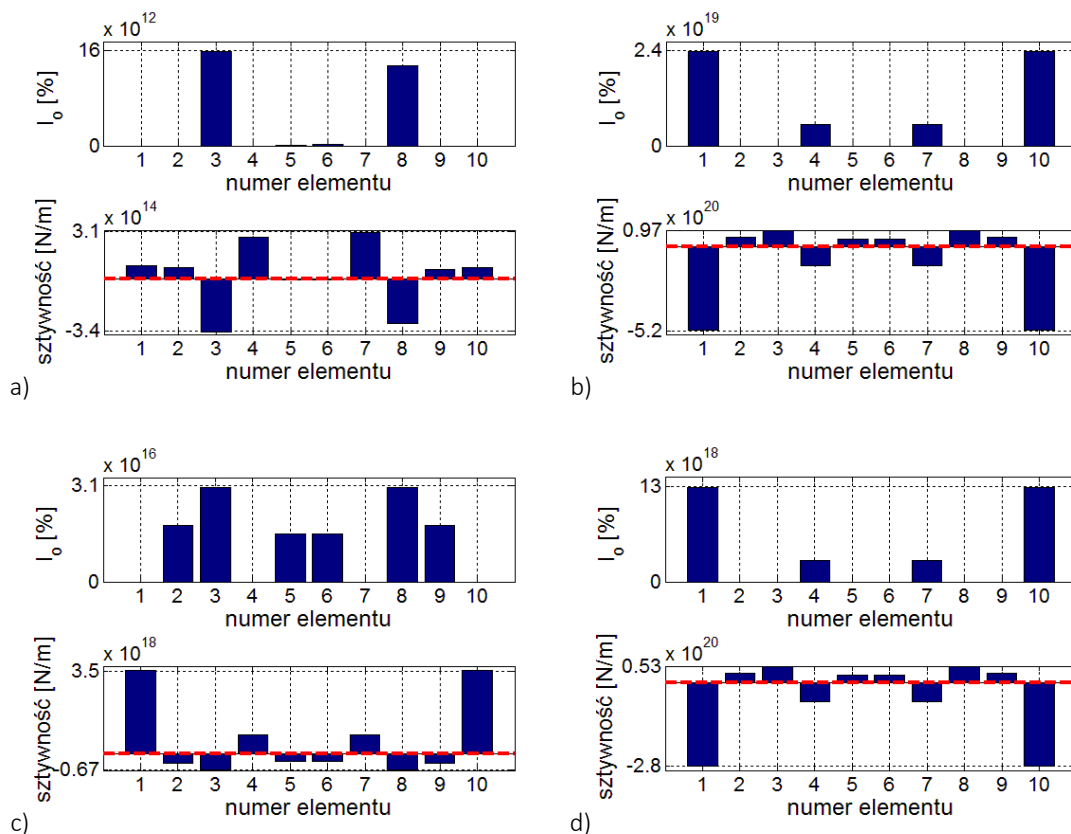 x 10^12
16
I_o [%]
0
1 2 3 4 5 6 7 8 9 10
numer elementu
x 10^14
3.1
sztywność [N/m]
-3.4
1 2 3 4 5 6 7 8 9 10
numer elementu
a)
x 10^19
2.4
I_o [%]
0
1 2 3 4 5 6 7 8 9 10
numer elementu
x 10^20
0.97
sztywność [N/m]
-5.2
1 2 3 4 5 6 7 8 9 10
numer elementu
b)
x 10^16
3.1
I_o [%]
0
1 2 3 4 5 6 7 8 9 10
numer elementu
x 10^18
3.5
sztywność [N/m]
-0.67
1 2 3 4 5 6 7 8 9 10
numer elementu
c)
x 10^18
13
I_o [%]
0
1 2 3 4 5 6 7 8 9 10
numer elementu
x 10^20
0.53
sztywność [N/m]
-2.8
1 2 3 4 5 6 7 8 9 10
numer elementu
d)